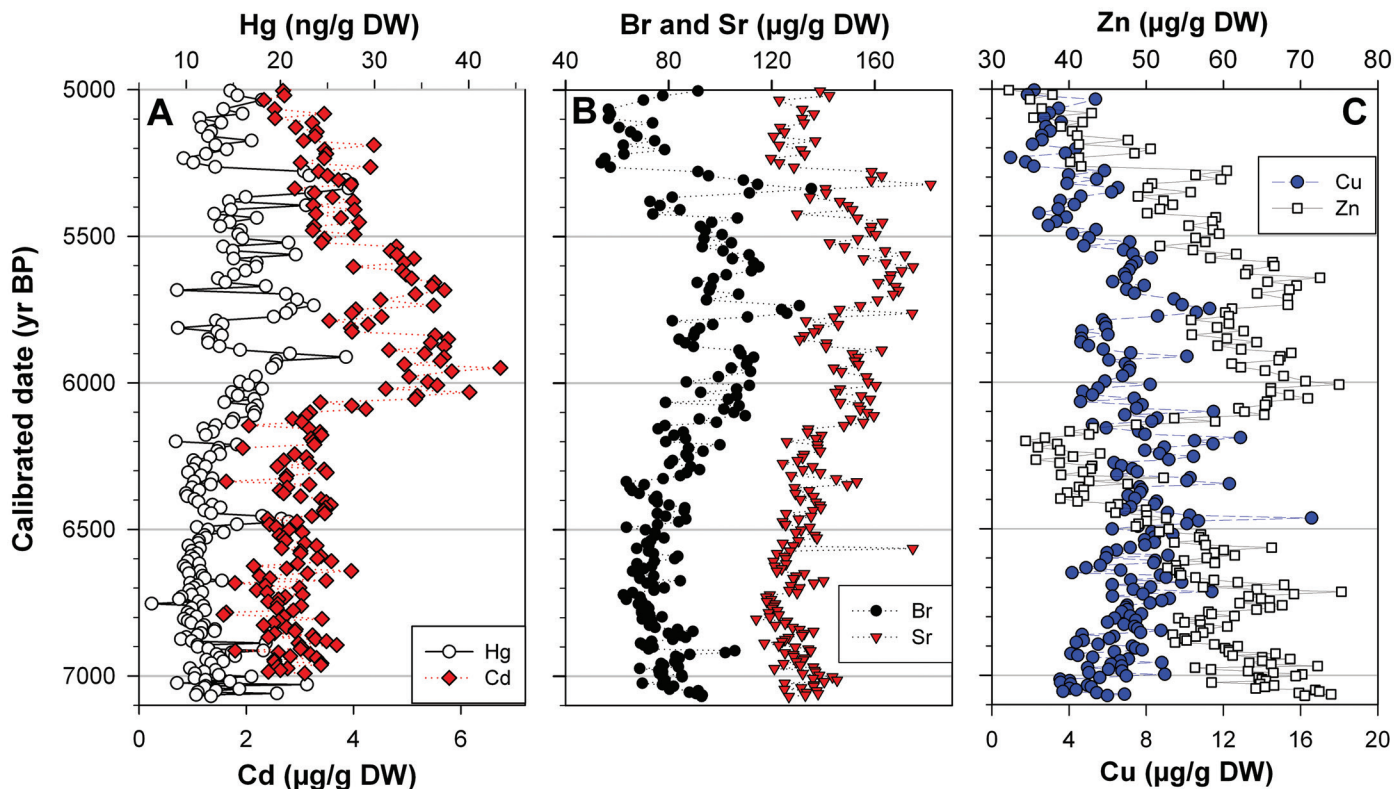 Hg (ng/g DW)
Br and Sr (µg/g DW)
Zn (µg/g DW)
10 20 30 40
40 80 120 160
30 40 50 60 70 80
A
B
C
5000
5500
6000
6500
7000
Calibrated date (yr BP)
Hg
Cd
Br
Sr
Cu
Zn
0 2 4 6
0 4 8 12 16 20
Cd (µg/g DW)
Cu (µg/g DW)